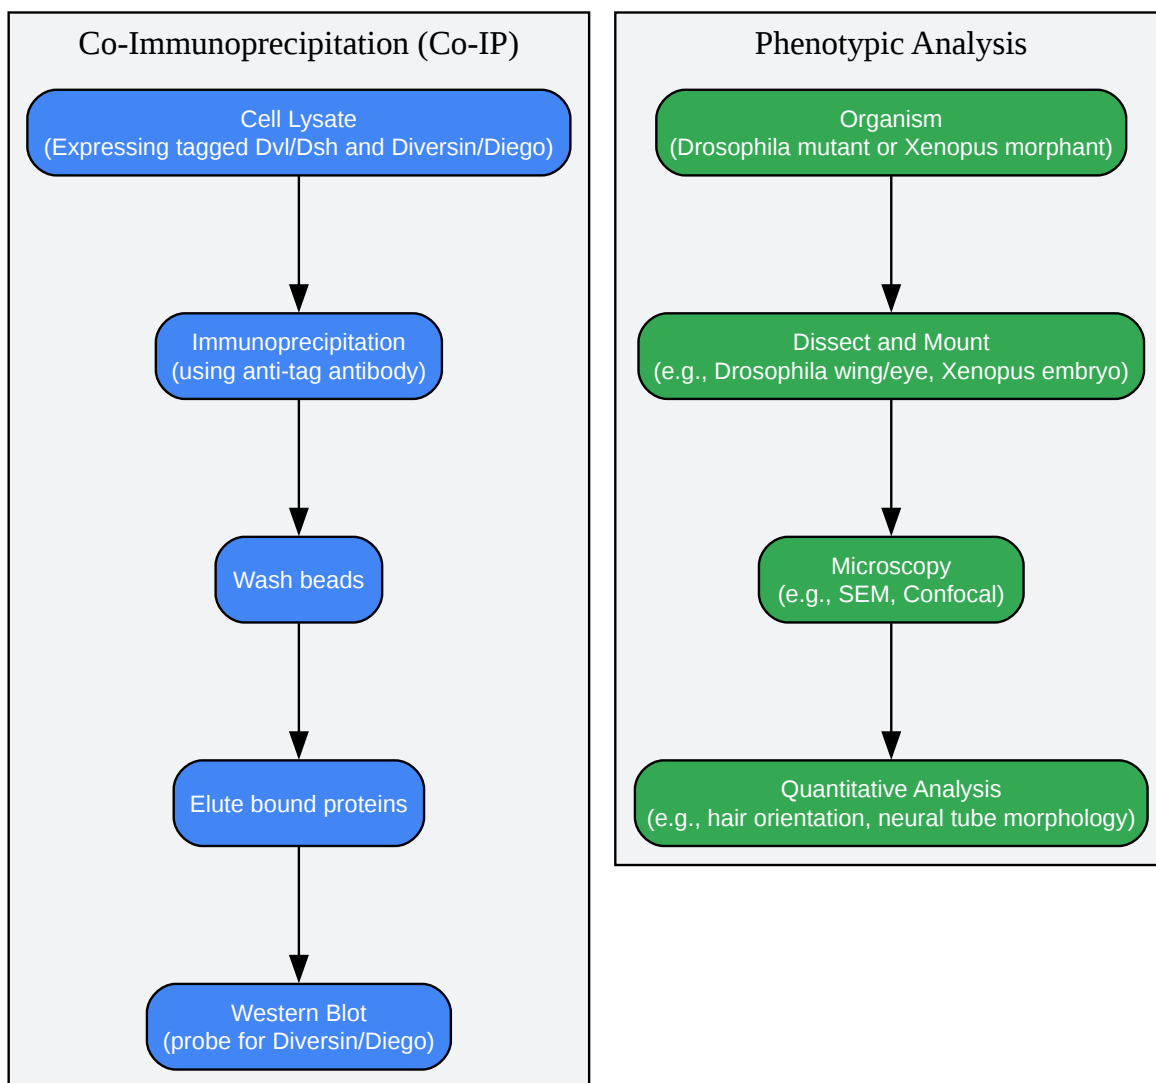 Co-Immunoprecipitation (Co-IP)
Cell Lysate
(Expressing tagged Dvl/Dsh and Diversin/Diego)
Immunoprecipitation
(using anti-tag antibody)
Wash beads
Elute bound proteins
Western Blot
(probe for Diversin/Diego)
Phenotypic Analysis
Organism
(Drosophila mutant or Xenopus morphant)
Dissect and Mount
(e.g., Drosophila wing/eye, Xenopus embryo)
Microscopy
(e.g., SEM, Confocal)
Quantitative Analysis
(e.g., hair orientation, neural tube morphology)